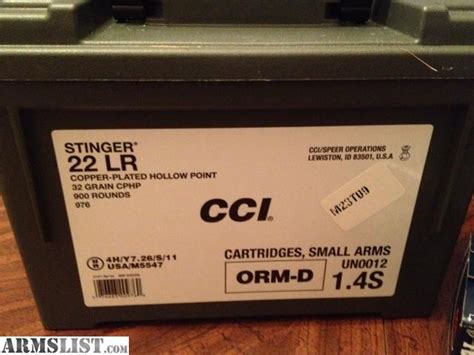 STINGER®
22 LR
COPPER-PLATED HOLLOW POINT
32 GRAIN CPHP
900 ROUNDS
976
CCI
CCI/SPEER OPERATIONS
LEWISTON, ID 83501, U.S.A
M23T09
4H/Y7.26/S/11
USA/M5547
CARTRIDGES, SMALL ARMS
UN0012
ORM-D
1.4S
ARMSLIST.com